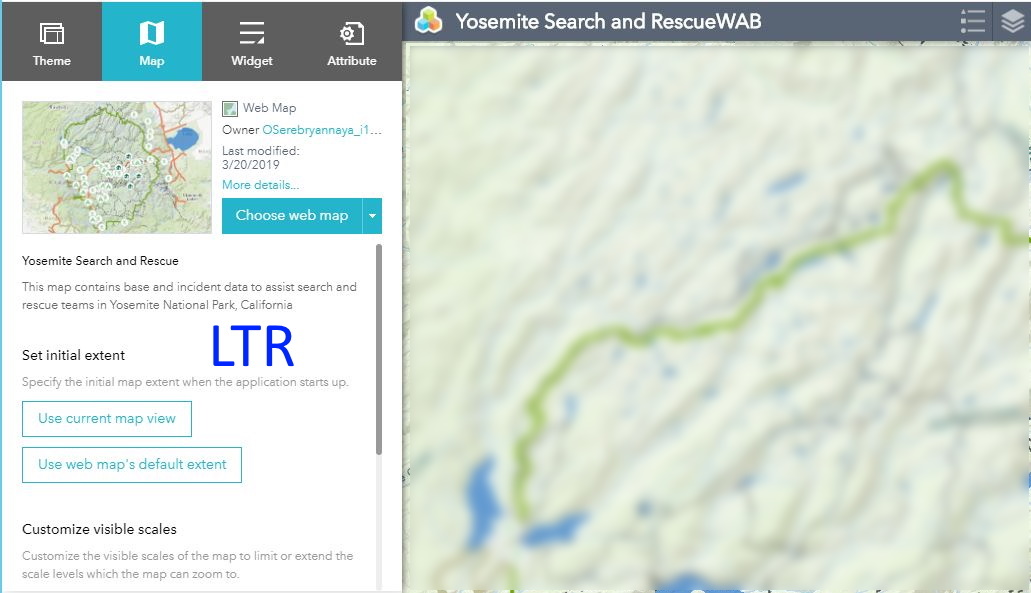 Theme
Map
Widget
Attribute
Yosemite Search and RescueWAB
Web Map
Owner OSerebryannaya_i1...
Last modified:
3/20/2019
More details...
Choose web map
Yosemite Search and Rescue
This map contains base and incident data to assist search and
rescue teams in Yosemite National Park, California
LTR
Set initial extent
Specify the initial map extent when the application starts up.
Use current map view
Use web map's default extent
Customize visible scales
Customize the visible scales of the map to limit or extend the
scale levels which the map can zoom to.